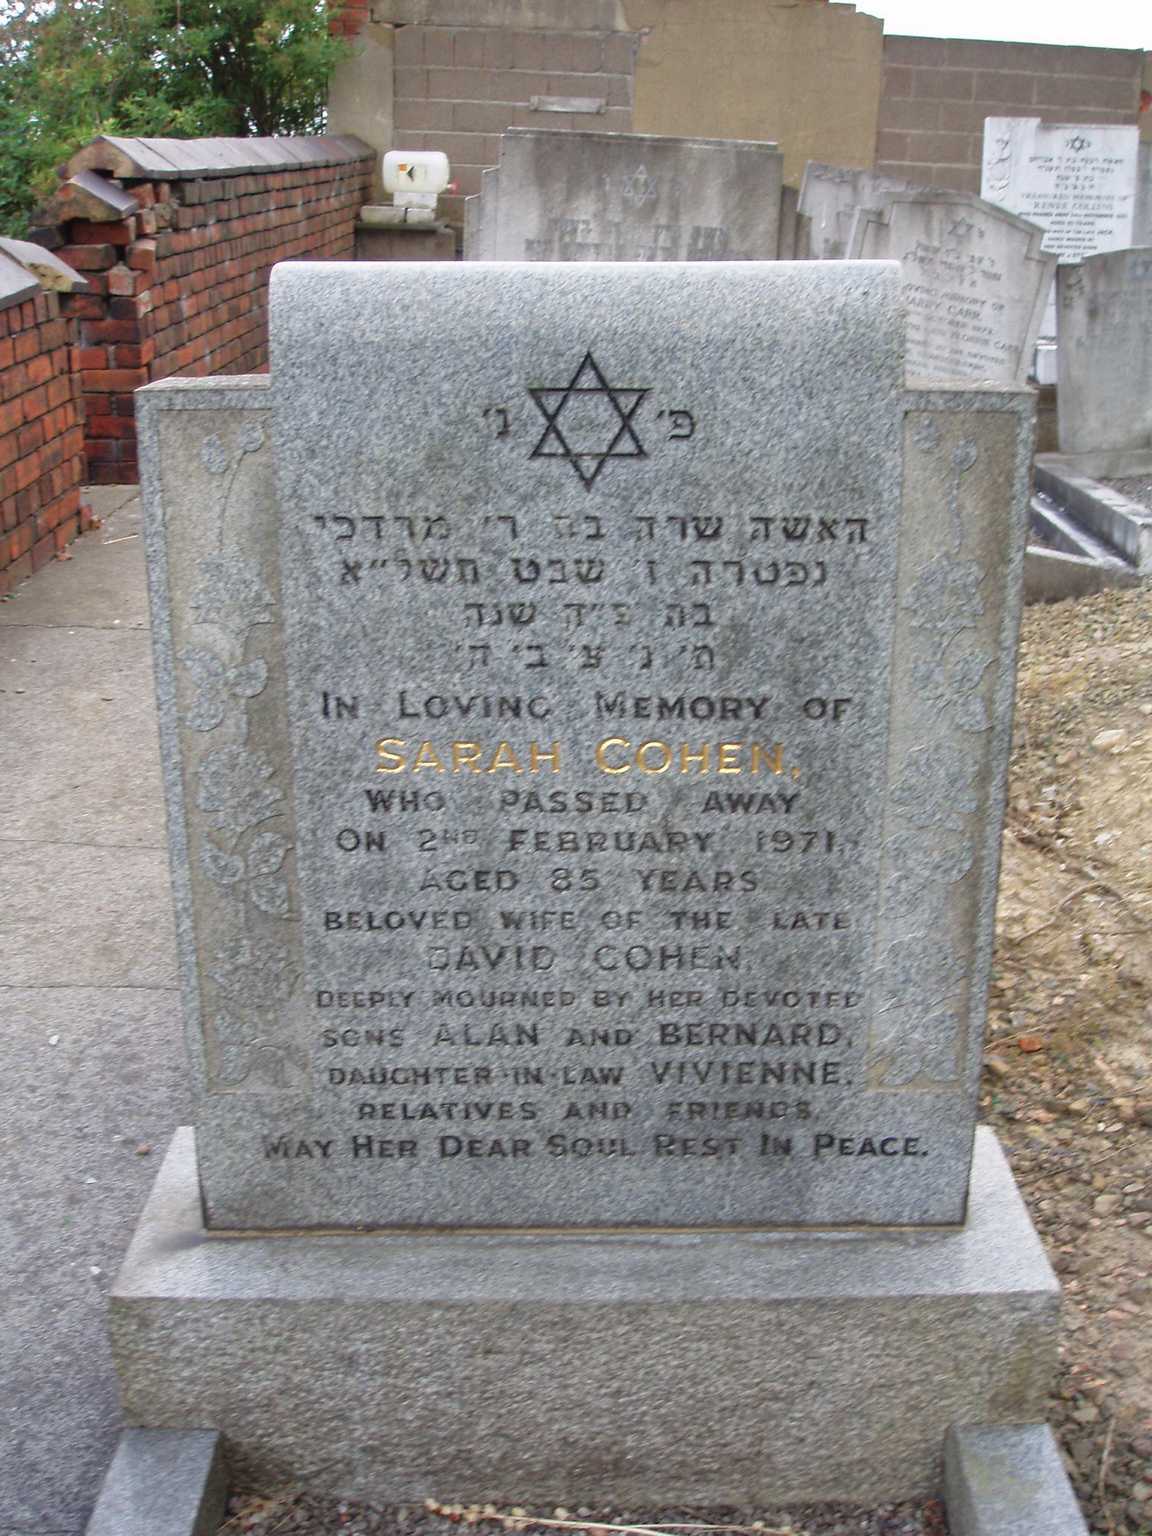 פ׳ נ׳
האשה שרה בת ר׳ מרדכי
נפטרה ז׳ שבט תשל״א
בת פ״ה שנה
ת׳ נ׳ צ׳ ב׳ ה׳
IN LOVING MEMORY OF
SARAH COHEN,
WHO PASSED AWAY
ON 2ND FEBRUARY 1971,
AGED 85 YEARS
BELOVED WIFE OF THE LATE
DAVID COHEN.
DEEPLY MOURNED BY HER DEVOTED
SONS ALAN AND BERNARD,
DAUGHTER-IN-LAW VIVIENNE,
RELATIVES AND FRIENDS.
MAY HER DEAR SOUL REST IN PEACE.